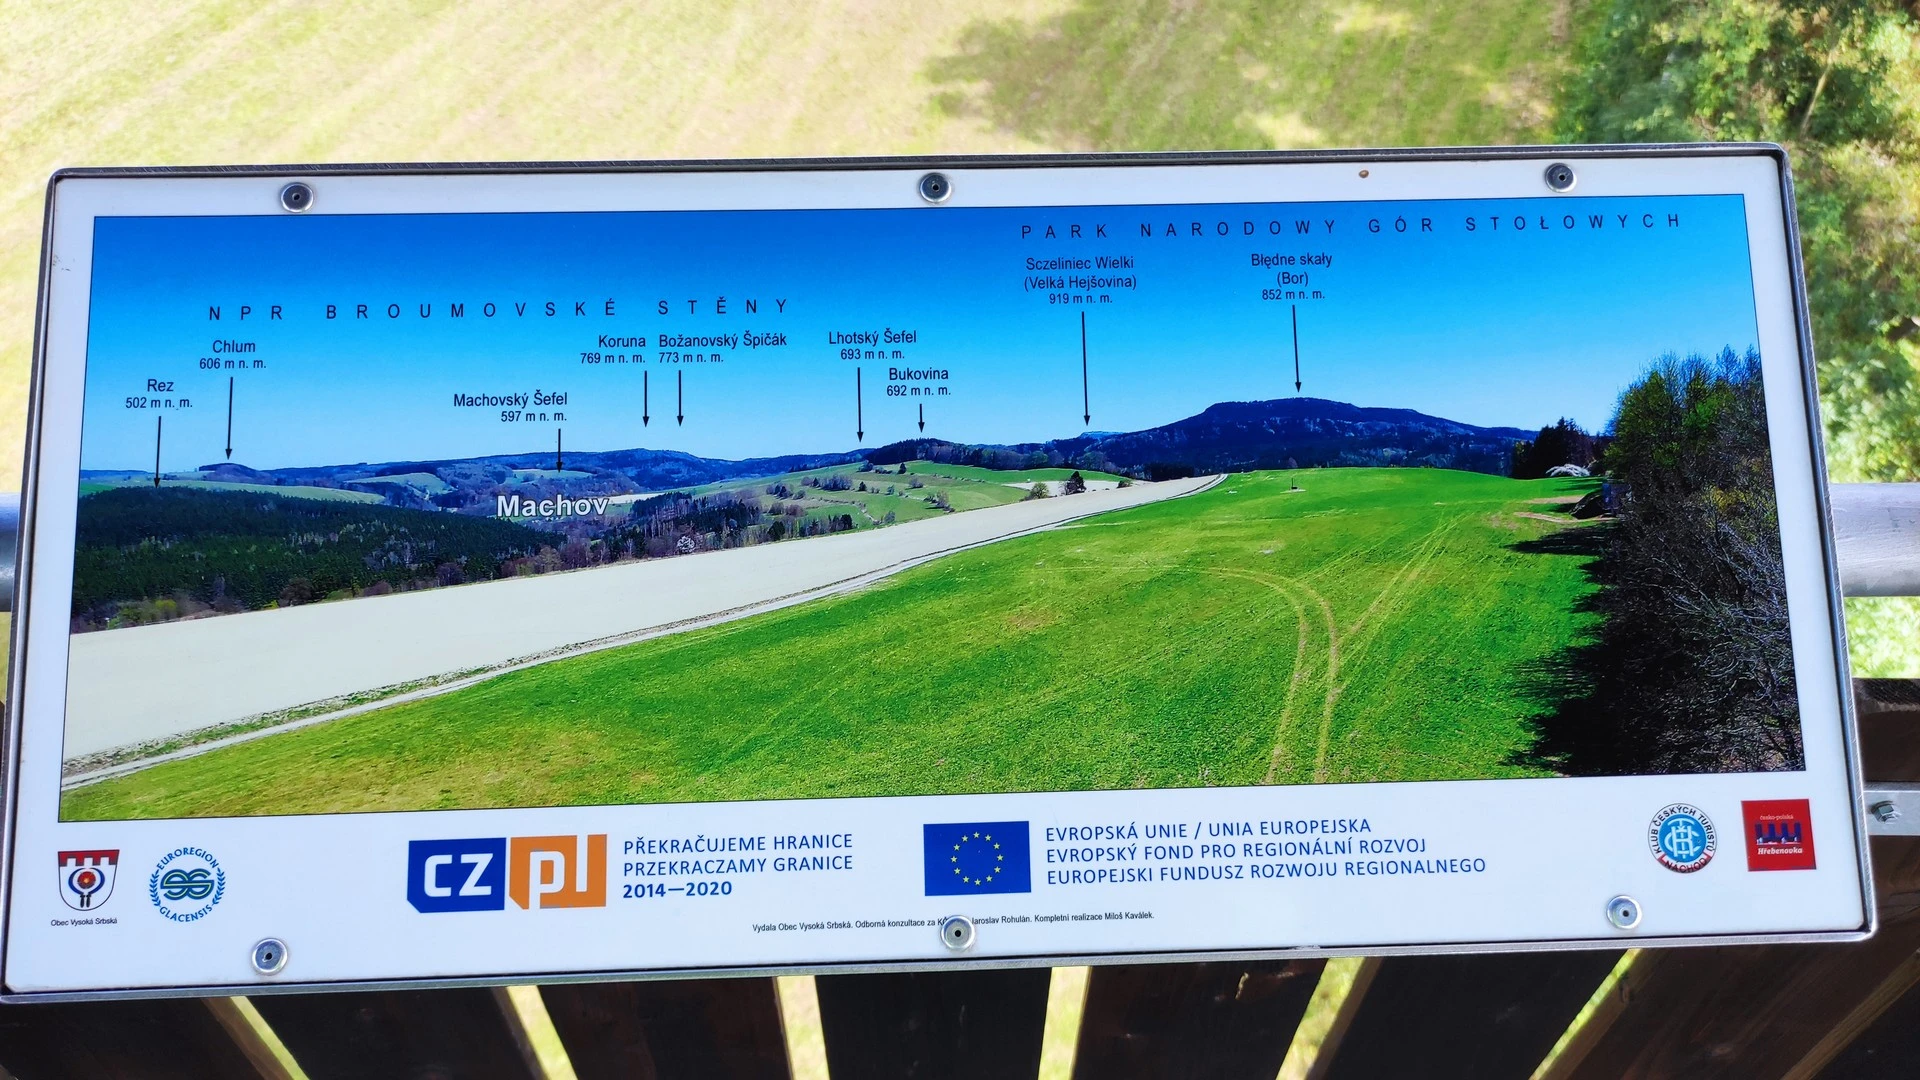 PARK NARODOWY GÓR STOŁOWYCH
Sczeliniec Wielki
(Velká Hejšovina)
919 m n. m.
Błędne skały
(Bor)
852 m n. m.
NPR BROUMOVSKÉ STĚNY
Chlum
606 m n. m.
Rez
502 m n. m.
Machovský Šefel
597 m n. m.
Koruna
769 m n. m.
Božanovský Špičák
773 m n. m.
Lhotský Šefel
693 m n. m.
Bukovina
692 m n. m.
Machov
Obec Vysoká Srbská
EUROREGION
GLACENSIS
cz pl
PŘEKRAČUJEME HRANICE
PRZEKRACZAMY GRANICE
2014—2020
EVROPSKÁ UNIE / UNIA EUROPEJSKA
EVROPSKÝ FOND PRO REGIONÁLNÍ ROZVOJ
EUROPEJSKI FUNDUSZ ROZWOJU REGIONALNEGO
KLUB ČESKÝCH TURISTŮ
NÁCHOD
česko-polská
Hřebenovka
Vydala Obec Vysoká Srbská. Odborná konzultace za Jaroslav Rohulán. Kompletní realizace Miloš Kaválek.